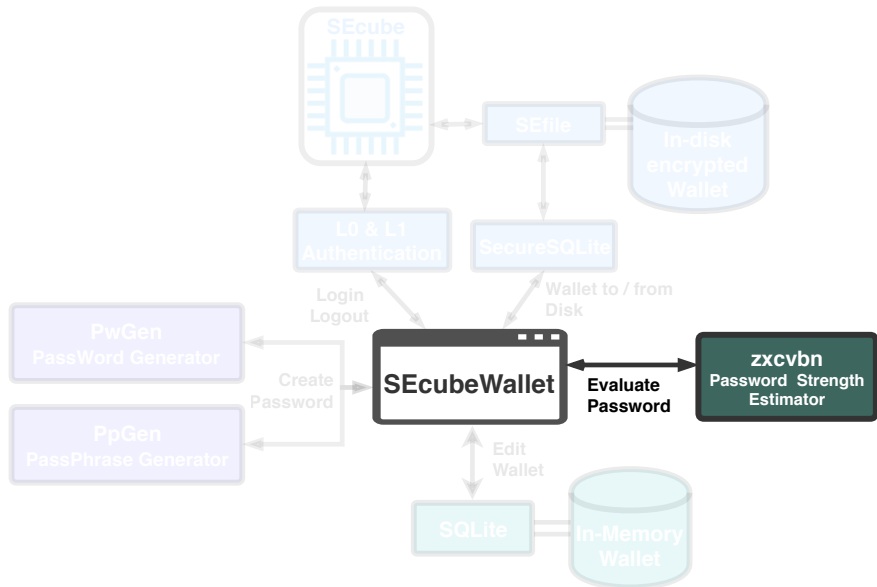 SEcube
SEfile
In-disk
encrypted
Wallet
L0 & L1
Authentication
SecureSQLite
Login
Logout
Wallet to / from
Disk
PwGen
PassWord Generator
Create
Password
SEcubeWallet
Evaluate
Password
zxcvbn
Password Strength
Estimator
PpGen
PassPhrase Generator
Edit
Wallet
SQLite
In-Memory
Wallet